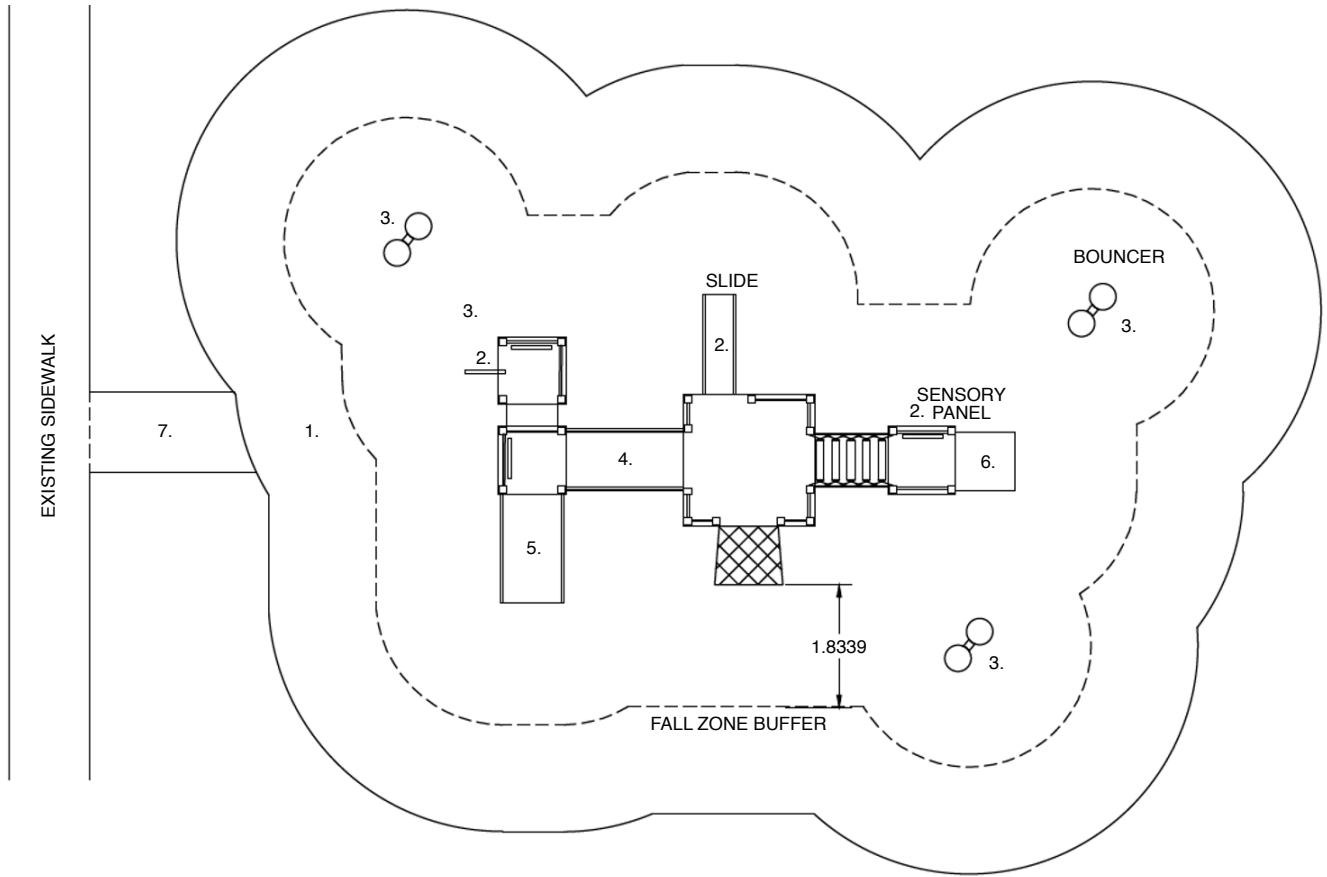 3.
BOUNCER
SLIDE
3.
3.
2.
2.
EXISTING SIDEWALK
SENSORY
2. PANEL
7.
1.
4.
6.
5.
1.8339
3.
FALL ZONE BUFFER